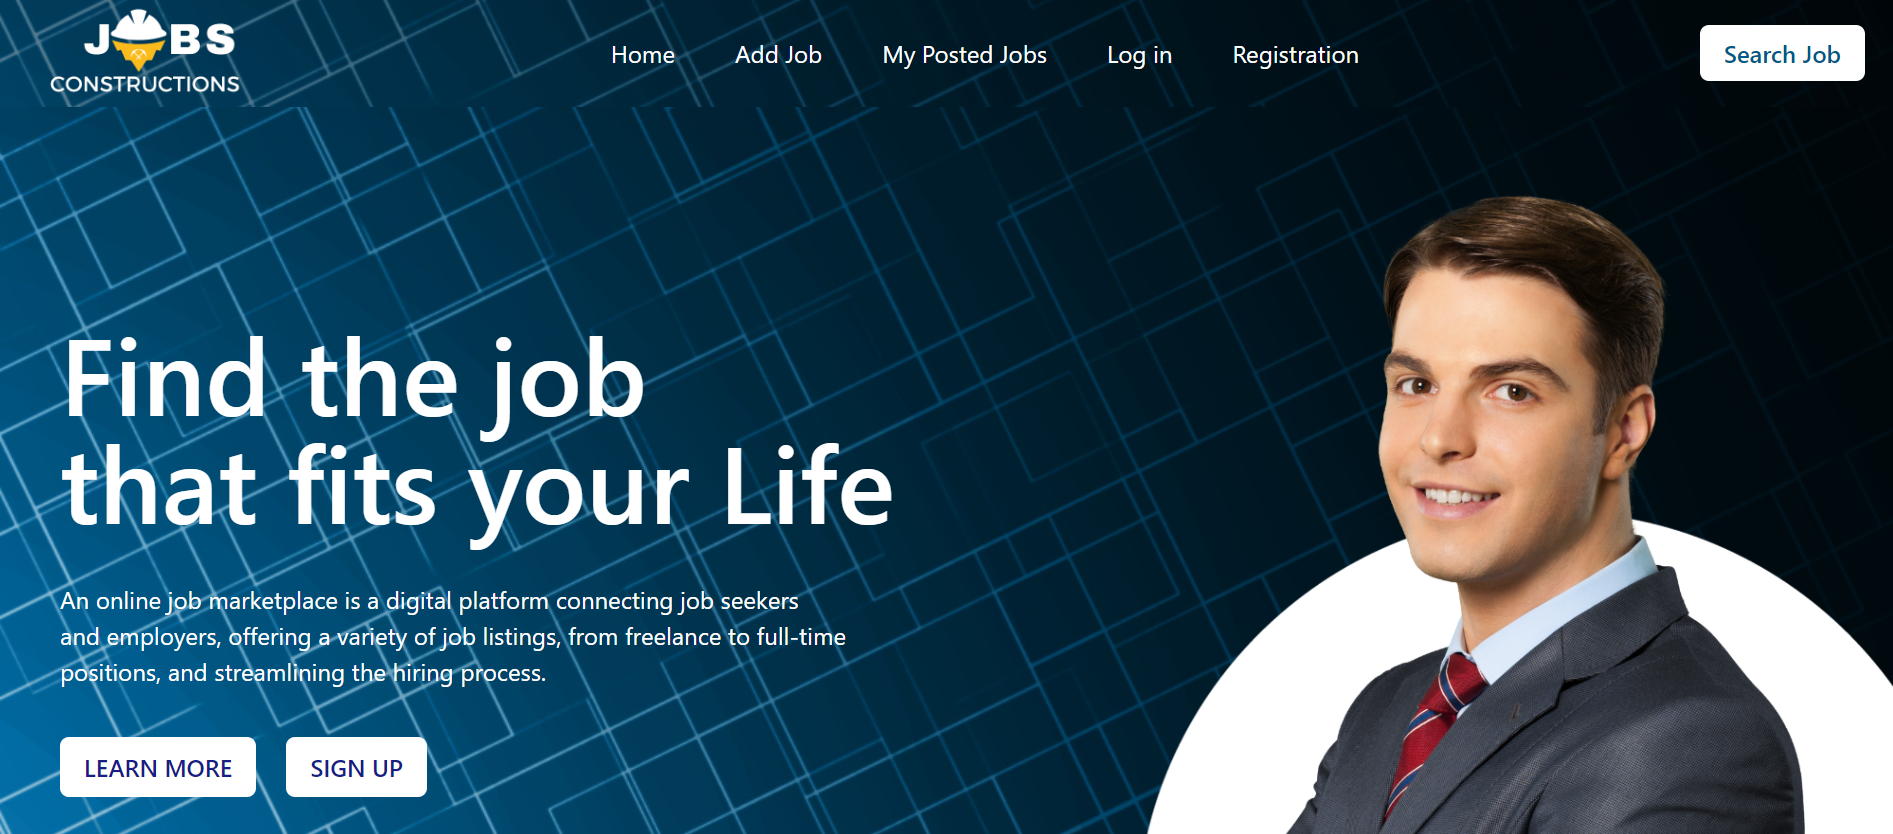 JOBS
CONSTRUCTIONS
Home Add Job My Posted Jobs Log in Registration Search Job
Find the job
that fits your Life
An online job marketplace is a digital platform connecting job seekers
and employers, offering a variety of job listings, from freelance to full-time
positions, and streamlining the hiring process.
LEARN MORE SIGN UP